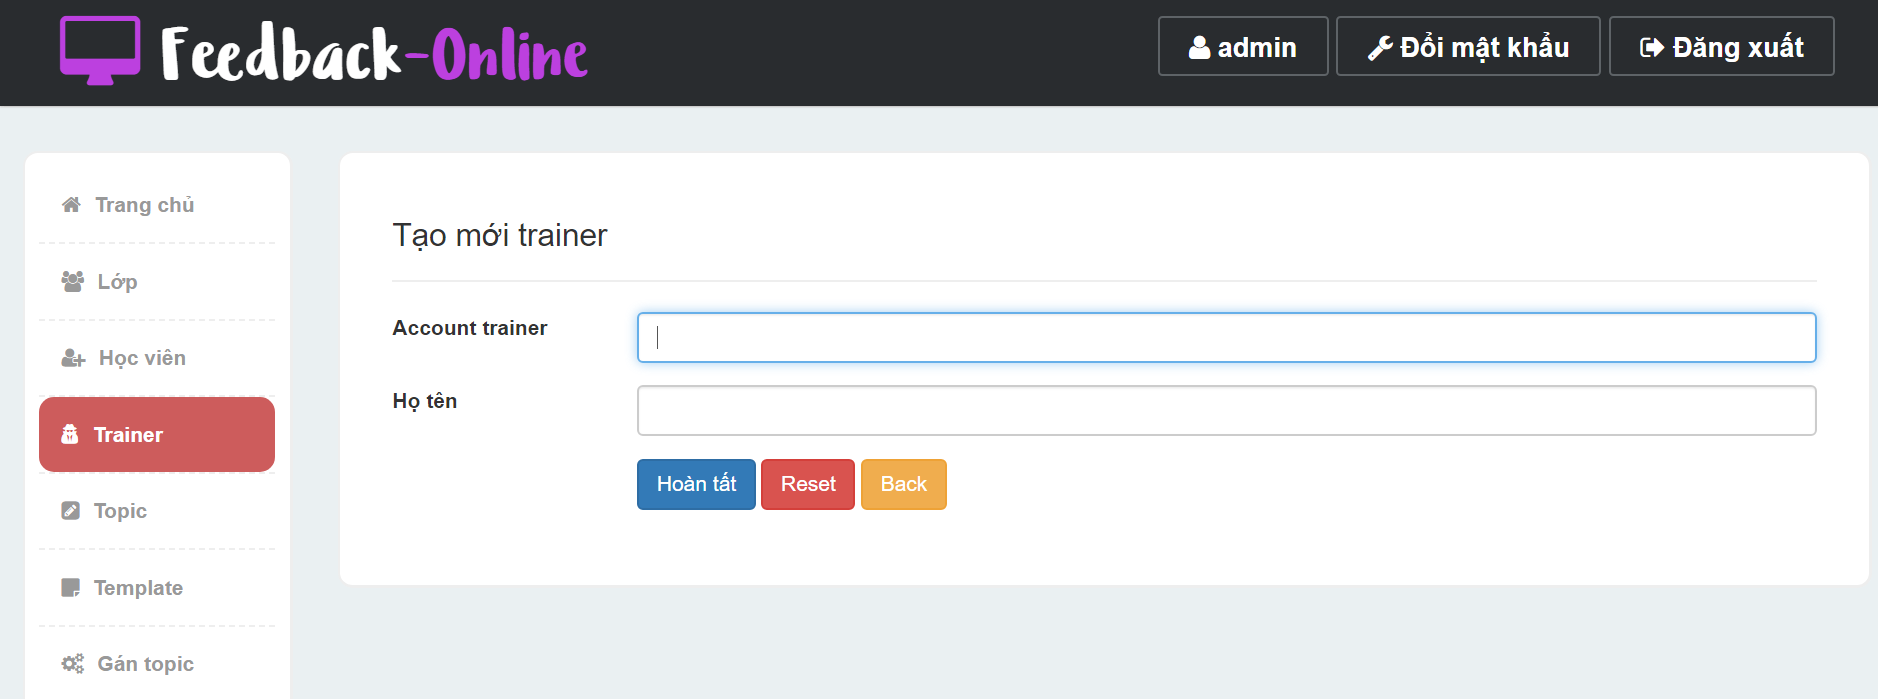 Feedback-Online
admin
Đổi mật khẩu
Đăng xuất
Trang chủ
Lớp
Học viên
Trainer
Topic
Template
Gán topic
Tạo mới trainer
Account trainer
Họ tên
Hoàn tất
Reset
Back